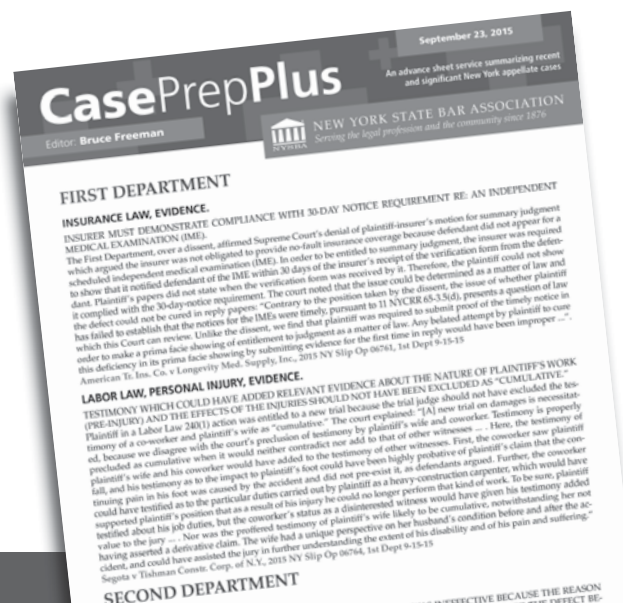 September 23, 2015
CasePrepPlus
An advance sheet service summarizing recent
and significant New York appellate cases
Editor: Bruce Freeman
NYSBA
NEW YORK STATE BAR ASSOCIATION
Serving the legal profession and the community since 1876
FIRST DEPARTMENT
INSURANCE LAW, EVIDENCE.
INSURER MUST DEMONSTRATE COMPLIANCE WITH 30-DAY NOTICE REQUIREMENT RE: AN INDEPENDENT
MEDICAL EXAMINATION (IME).
The First Department, over a dissent, affirmed Supreme Court's denial of plaintiff-insurer's motion for summary judgment
which argued the insurer was not obligated to provide no-fault insurance coverage because defendant did not appear for a
scheduled independent medical examination (IME). In order to be entitled to summary judgment, the insurer was required
to show that it notified defendant of the IME within 30 days of the insurer's receipt of the verification form from the defen-
dant. Plaintiff's papers did not state when the verification form was received by it. Therefore, the plaintiff could not show
it complied with the 30-day-notice requirement. The court noted that the issue could be determined as a matter of law and
the defect could not be cured in reply papers: "Contrary to the position taken by the dissent, the issue of whether plaintiff
has failed to establish that the notices for the IMEs were timely, pursuant to 11 NYCRR 65-3.5(d), presents a question of law
which this Court can review. Unlike the dissent, we find that plaintiff was required to submit proof of the timely notice in
order to make a prima facie showing of entitlement to judgment as a matter of law. Any belated attempt by plaintiff to cure
this deficiency in its prima facie showing by submitting evidence for the first time in reply would have been improper ...".
American Tr. Ins. Co. v Longevity Med. Supply, Inc., 2015 NY Slip Op 06761, 1st Dept 9-15-15
LABOR LAW, PERSONAL INJURY, EVIDENCE.
TESTIMONY WHICH COULD HAVE ADDED RELEVANT EVIDENCE ABOUT THE NATURE OF PLAINTIFF'S WORK
(PRE-INJURY) AND THE EFFECTS OF THE INJURIES SHOULD NOT HAVE BEEN EXCLUDED AS "CUMULATIVE."
Plaintiff in a Labor Law 240(1) action was entitled to a new trial because the trial judge should not have excluded the tes-
timony of a co-worker and plaintiff's wife as "cumulative." The court explained: "[A] new trial on damages is necessitat-
ed, because we disagree with the court's preclusion of testimony by plaintiff's wife and coworker. Testimony is properly
precluded as cumulative when it would neither contradict nor add to that of other witnesses ... . Here, the testimony of
plaintiff's wife and his coworker would have added to the testimony of other witnesses. First, the coworker saw plaintiff
fall, and his testimony as to the impact to plaintiff's foot could have been highly probative of plaintiff's claim that the con-
tinuing pain in his foot was caused by the accident and did not pre-exist it, as defendants argued. Further, the coworker
could have testified as to the particular duties carried out by plaintiff as a heavy-construction carpenter, which would have
supported plaintiff's position that as a result of his injury he could no longer perform that kind of work. To be sure, plaintiff
testified about his job duties, but the coworker's status as a disinterested witness would have given his testimony added
value to the jury ... . Nor was the proffered testimony of plaintiff's wife likely to be cumulative, notwithstanding her not
having asserted a derivative claim. The wife had a unique perspective on her husband's condition before and after the ac-
cident, and could have assisted the jury in further understanding the extent of his disability and of his pain and suffering."
Segota v Tishman Constr. Corp. of N.Y., 2015 NY Slip Op 06764, 1st Dept 9-15-15
SECOND DEPARTMENT
INEFFECTIVE BECAUSE THE REASON
THE DEFECT BE-